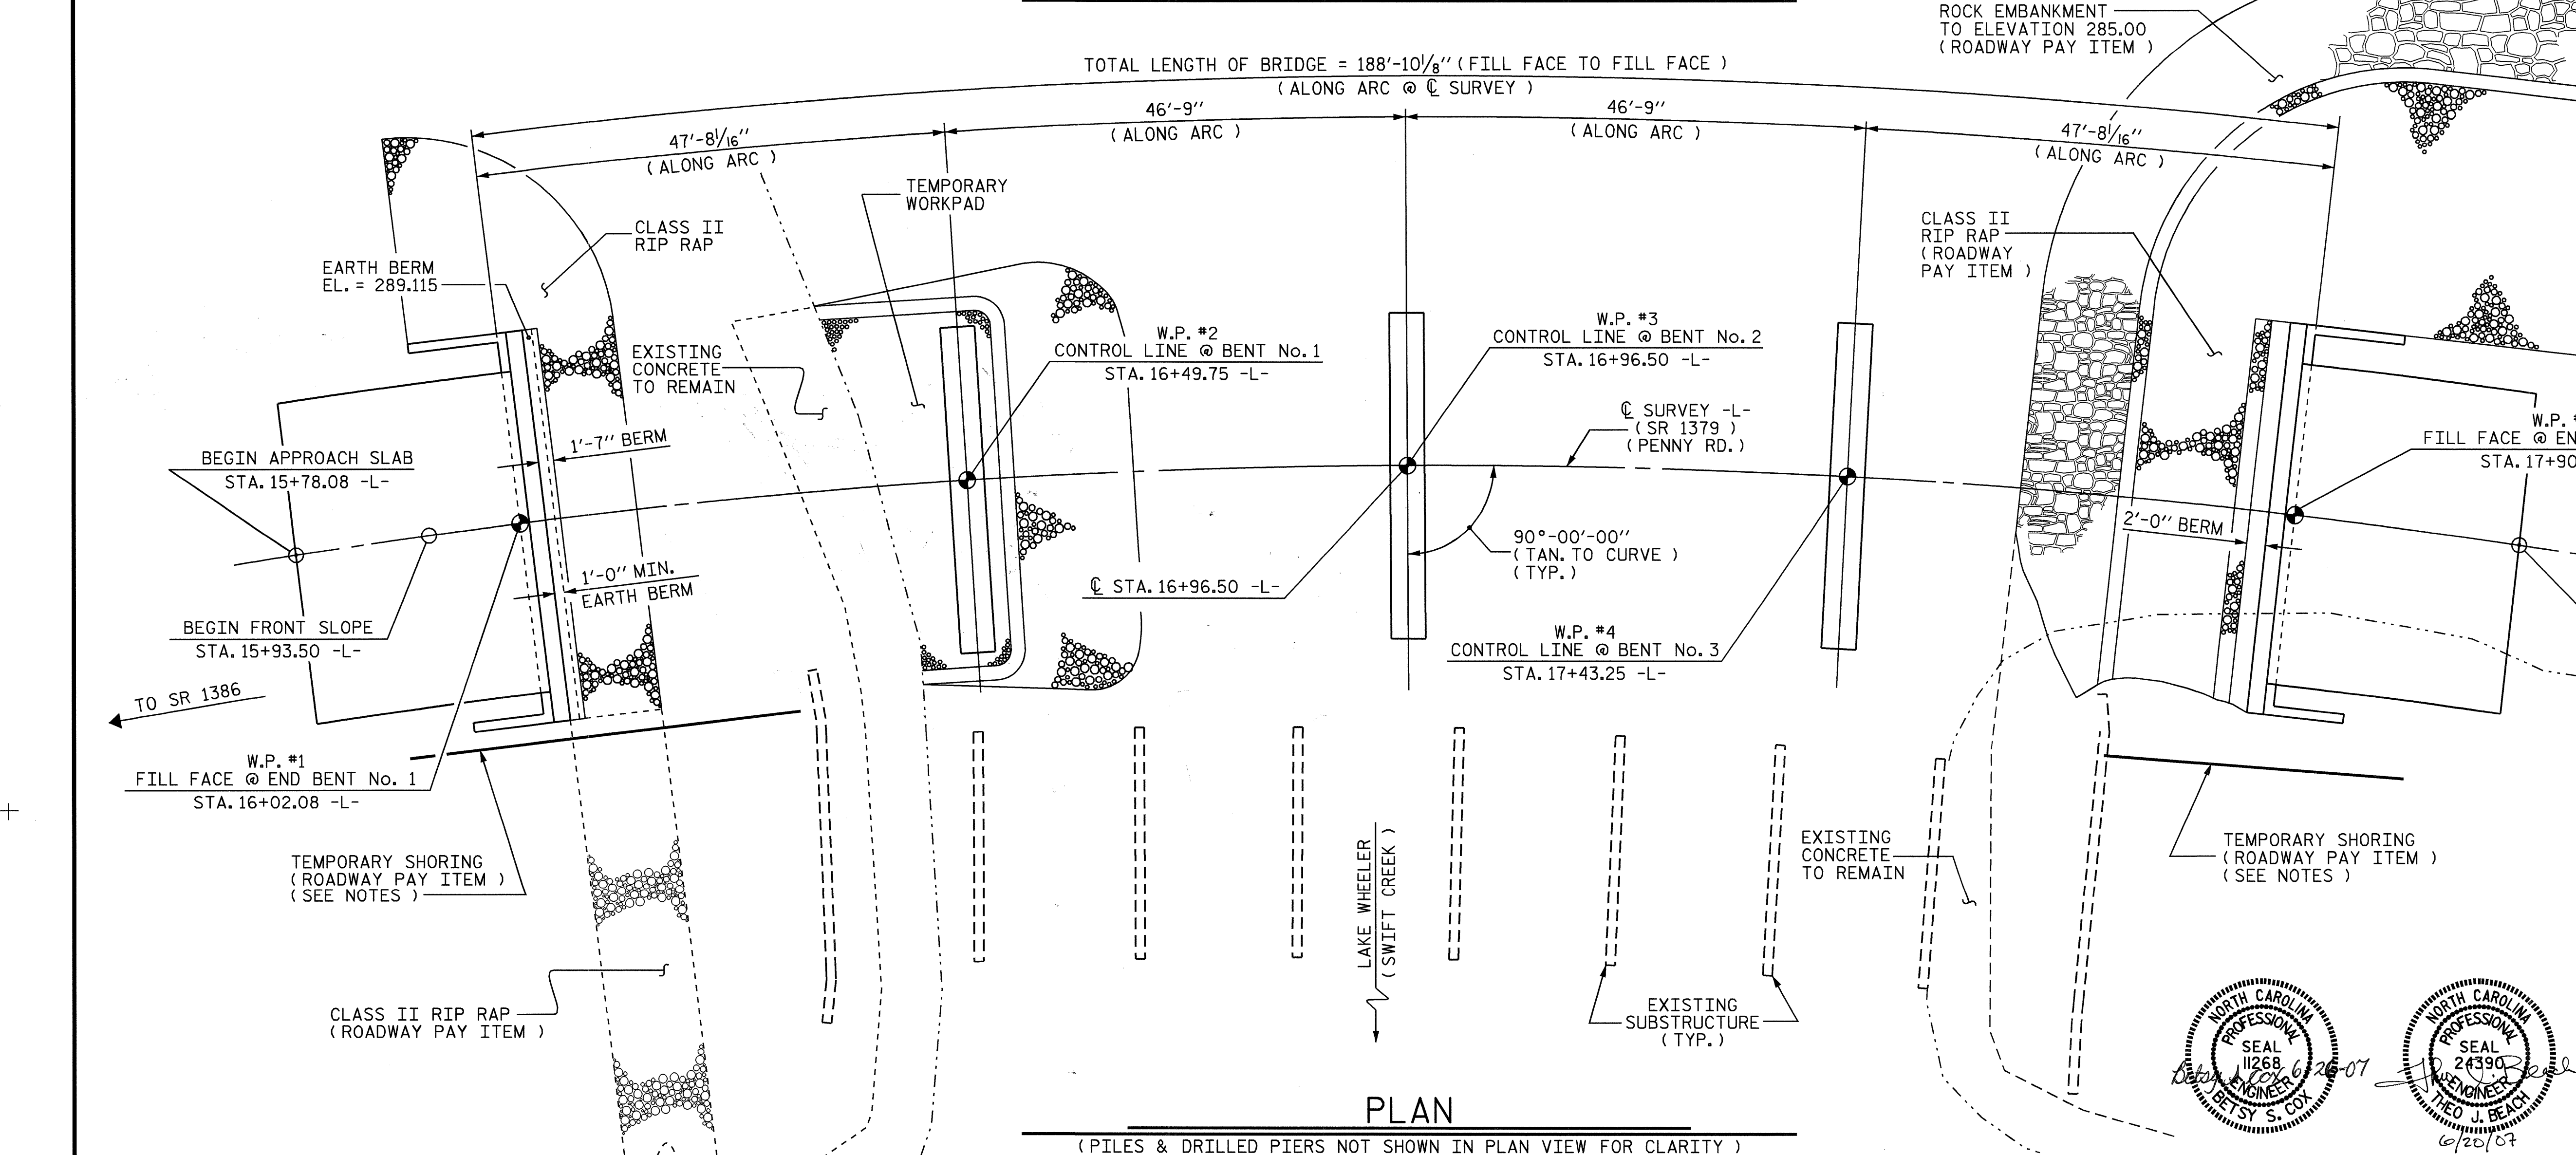 ROCK EMBANKMENT
TO ELEVATION 285.00
( ROADWAY PAY ITEM )
TOTAL LENGTH OF BRIDGE = 188'-10 1/8'' ( FILL FACE TO FILL FACE )
( ALONG ARC @ ℄ SURVEY )
47'-8 1/16''
( ALONG ARC )
46'-9''
( ALONG ARC )
46'-9''
( ALONG ARC )
47'-8 1/16''
( ALONG ARC )
TEMPORARY
WORKPAD
CLASS II
RIP RAP
CLASS II
RIP RAP
( ROADWAY
PAY ITEM )
EARTH BERM
EL. = 289.115
EXISTING
CONCRETE
TO REMAIN
W.P. #2
CONTROL LINE @ BENT No. 1
STA. 16+49.75 -L-
W.P. #3
CONTROL LINE @ BENT No. 2
STA. 16+96.50 -L-
℄ SURVEY -L-
( SR 1379 )
( PENNY RD. )
W.P.
FILL FACE @
STA. 17+90
BEGIN APPROACH SLAB
STA. 15+78.08 -L-
1'-7'' BERM
1'-0'' MIN.
EARTH BERM
℄ STA. 16+96.50 -L-
90°-00'-00''
( TAN. TO CURVE )
( TYP. )
2'-0'' BERM
BEGIN FRONT SLOPE
STA. 15+93.50 -L-
W.P. #4
CONTROL LINE @ BENT No. 3
STA. 17+43.25 -L-
TO SR 1386
W.P. #1
FILL FACE @ END BENT No. 1
STA. 16+02.08 -L-
TEMPORARY SHORING
( ROADWAY PAY ITEM )
( SEE NOTES )
LAKE WHEELER
( SWIFT CREEK )
EXISTING
CONCRETE
TO REMAIN
TEMPORARY SHORING
( ROADWAY PAY ITEM )
( SEE NOTES )
CLASS II RIP RAP
( ROADWAY PAY ITEM )
EXISTING
SUBSTRUCTURE
( TYP. )
NORTH CAROLINA
PROFESSIONAL
SEAL
11268
ENGINEER
BETSY S. COX
Betsy S. Cox 6-26-07
NORTH CAROLINA
PROFESSIONAL
SEAL
24390
ENGINEER
THEO J. BEACH
6/20/07
PLAN
( PILES & DRILLED PIERS NOT SHOWN IN PLAN VIEW FOR CLARITY )